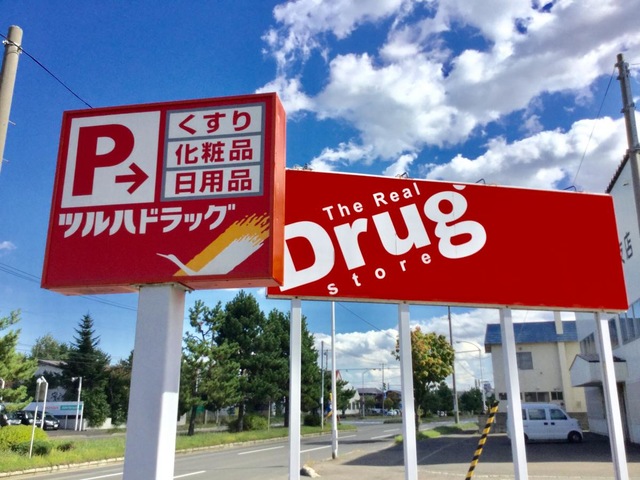 P→
くすり
化粧品
日用品
ツルハドラッグ
The Real
Drug
store
店